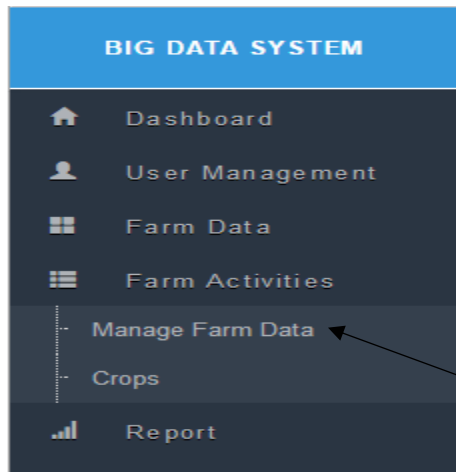 BIG DATA SYSTEM
Dashboard
User Management
Farm Data
Farm Activities
Manage Farm Data
Crops
Report